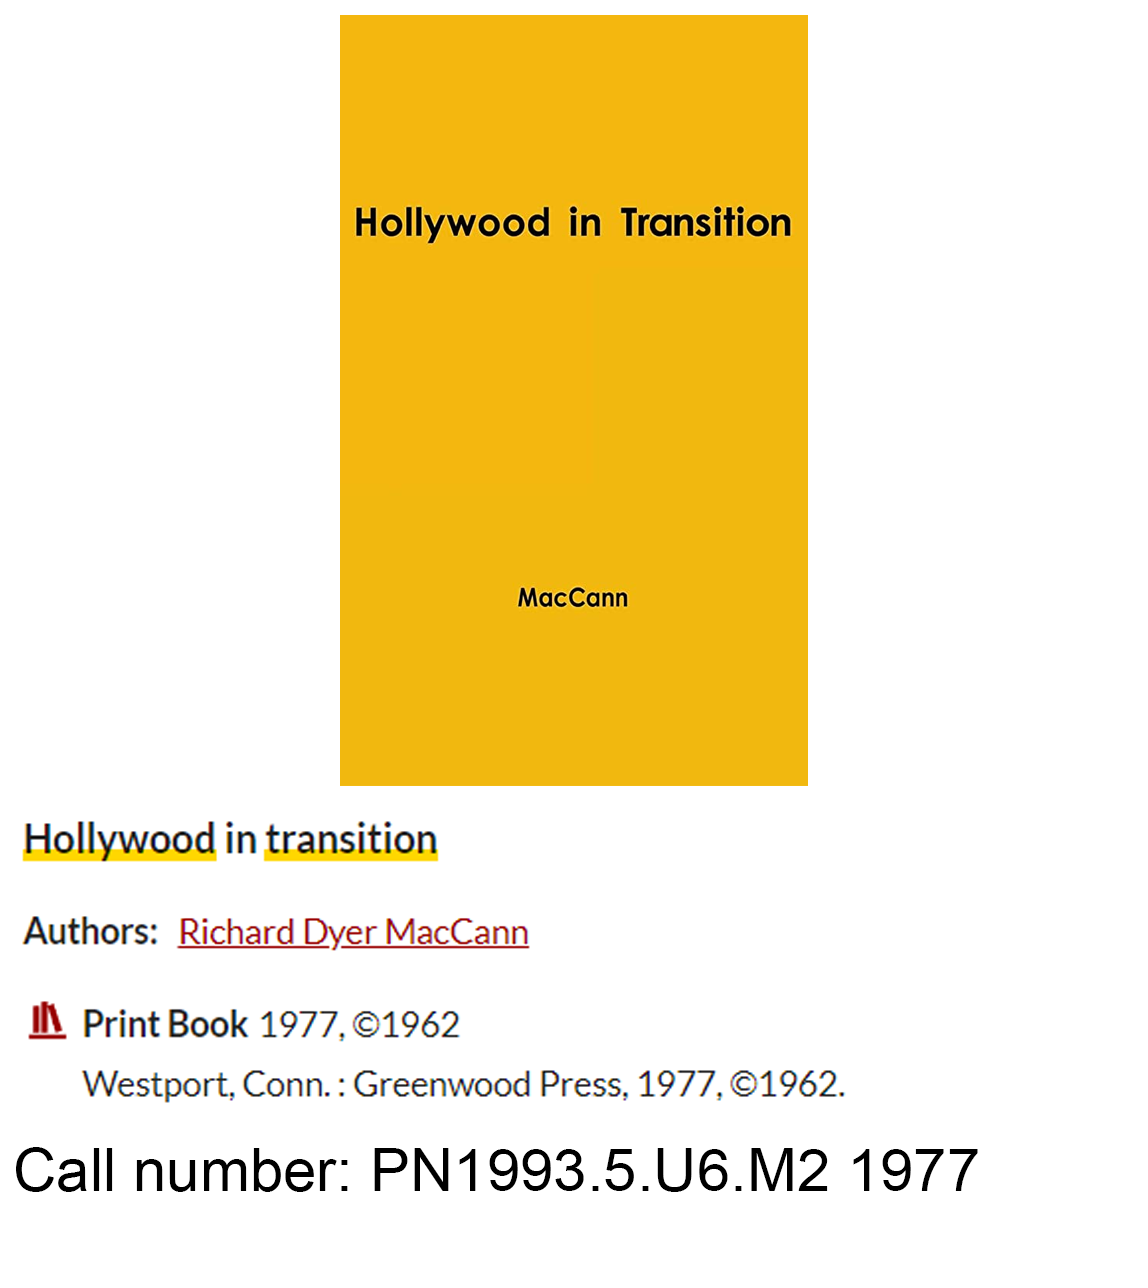 Hollywood in Transition
MacCann
Hollywood in transition
Authors: Richard Dyer MacCann
Print Book 1977, ©1962
Westport, Conn. : Greenwood Press, 1977, ©1962.
Call number: PN1993.5.U6.M2 1977